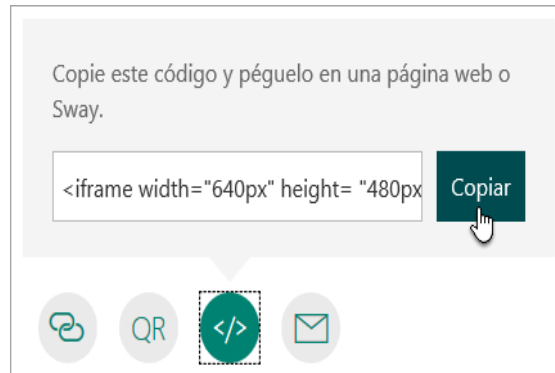 Copie este código y péguelo en una página web o
Sway.
<iframe width="640px" height= "480px
Copiar
QR
</>